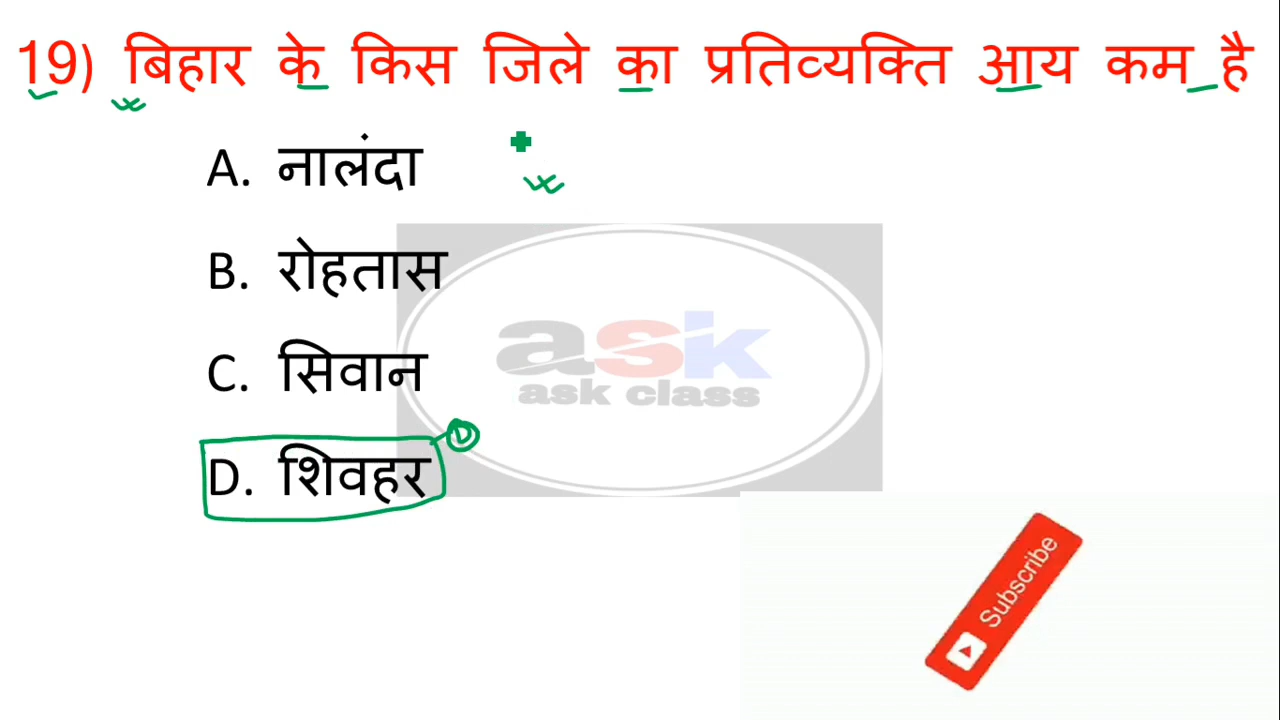 19) बिहार के किस जिले का प्रतिव्यक्ति आय कम है
A. नालंदा
B. रोहतास
C. सिवान
D. शिवहर
D
ask
ask class
Subscribe